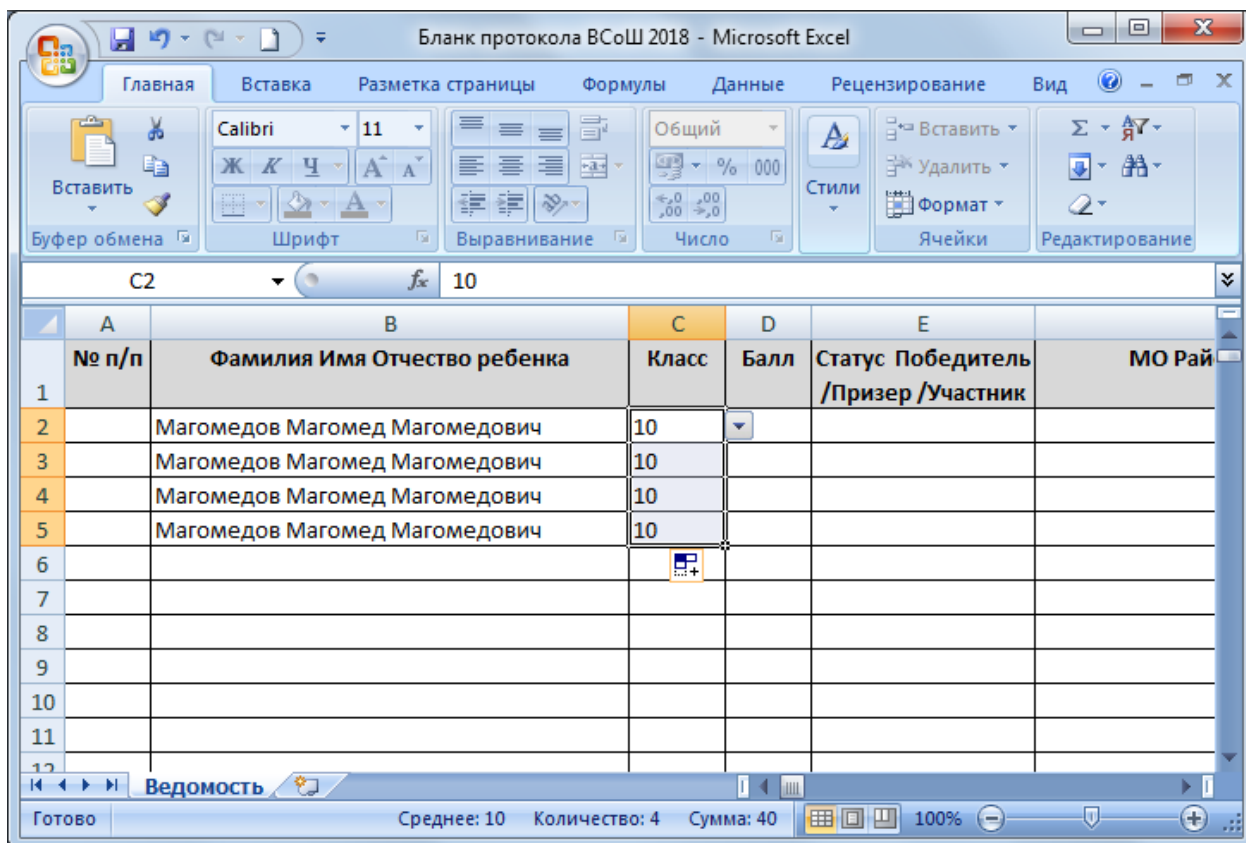 Бланк протокола ВСоШ 2018 - Microsoft Excel
Главная Вставка Разметка страницы Формулы Данные Рецензирование Вид
Вставить
Буфер обмена
Calibri 11
Ж К Ч
Шрифт
Выравнивание
Общий
% 000
Число
Стили
Вставить
Удалить
Формат
Ячейки
Σ
Редактирование
C2 fx 10
A B C D E
1 № п/п Фамилия Имя Отчество ребенка Класс Балл Статус Победитель /Призер /Участник МО Рай
2 Магомедов Магомед Магомедович 10
3 Магомедов Магомед Магомедович 10
4 Магомедов Магомед Магомедович 10
5 Магомедов Магомед Магомедович 10
6
7
8
9
10
11
12
Ведомость
Готово Среднее: 10 Количество: 4 Сумма: 40 100%